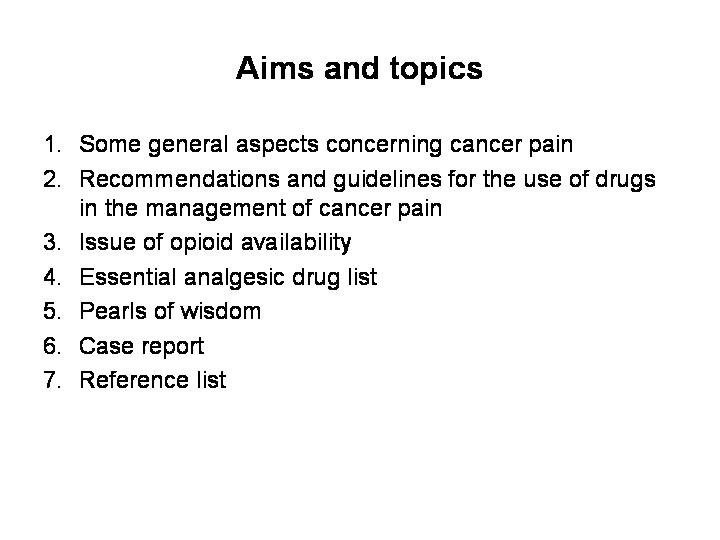 Aims and topics
1. Some general aspects concerning cancer pain
2. Recommendations and guidelines for the use of drugs
in the management of cancer pain
3. Issue of opioid availability
4. Essential analgesic drug list
5. Pearls of wisdom
6. Case report
7. Reference list